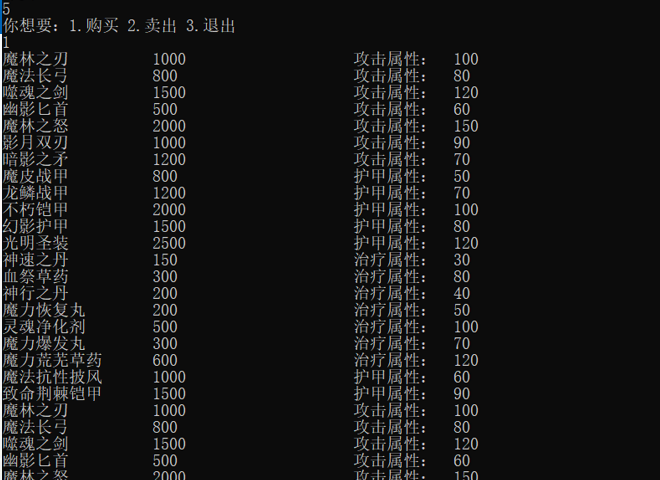 5
你想要：1.购买 2.卖出 3.退出
1
魔林之刃 1000 攻击属性： 100
魔法长弓 800 攻击属性： 80
噬魂之剑 1500 攻击属性： 120
幽影匕首 500 攻击属性： 60
魔林之怒 2000 攻击属性： 150
影月双刃 1000 攻击属性： 90
暗影之矛 1200 攻击属性： 70
魔皮战甲 800 护甲属性： 50
龙鳞战甲 1200 护甲属性： 70
不朽铠甲 2000 护甲属性： 100
幻影护甲 1500 护甲属性： 80
光明圣装 2500 护甲属性： 120
神速之丹 150 治疗属性： 30
血祭草药 300 治疗属性： 80
神行之丹 200 治疗属性： 40
魔力恢复丸 200 治疗属性： 50
灵魂净化剂 500 治疗属性： 100
魔力爆发丸 300 治疗属性： 70
魔力荒芜草药 600 治疗属性： 120
魔法抗性披风 1000 护甲属性： 60
致命荆棘铠甲 1500 护甲属性： 90
魔林之刃 1000 攻击属性： 100
魔法长弓 800 攻击属性： 80
噬魂之剑 1500 攻击属性： 120
幽影匕首 500 攻击属性： 60
魔林之怒 2000 攻击属性： 150